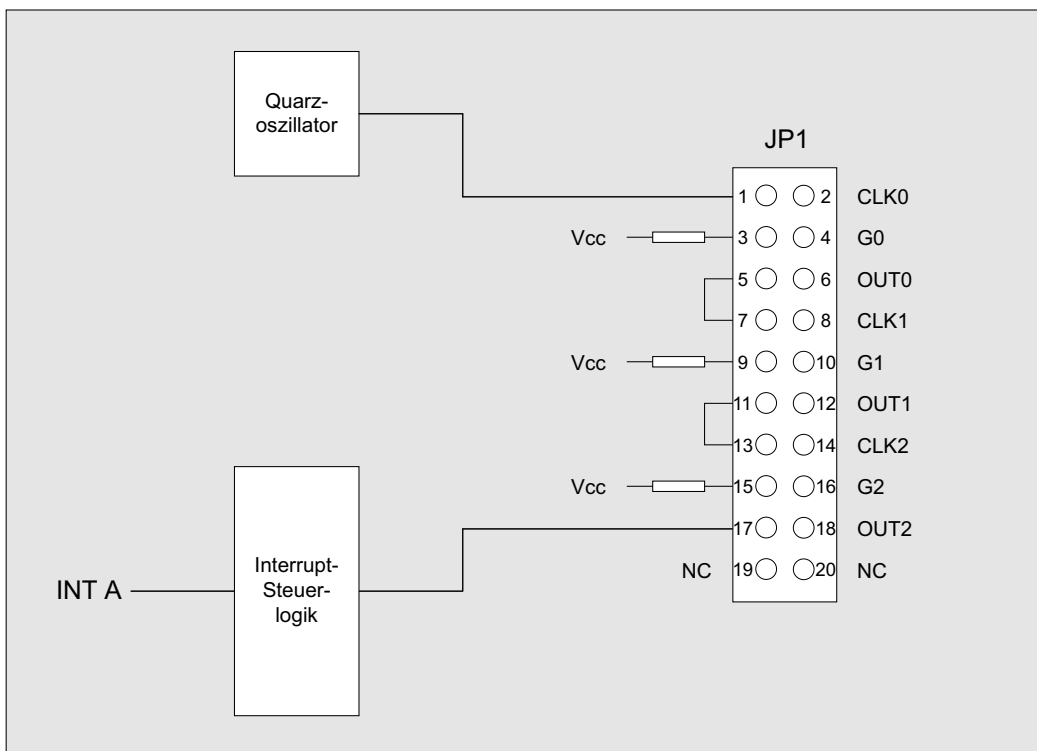 Quarz-
oszillator
JP1
1 2 CLK0
Vcc 3 4 G0
5 6 OUT0
7 8 CLK1
Vcc 9 10 G1
11 12 OUT1
13 14 CLK2
Vcc 15 16 G2
17 18 OUT2
NC 19 20 NC
INT A
Interrupt-
Steuer-
logik